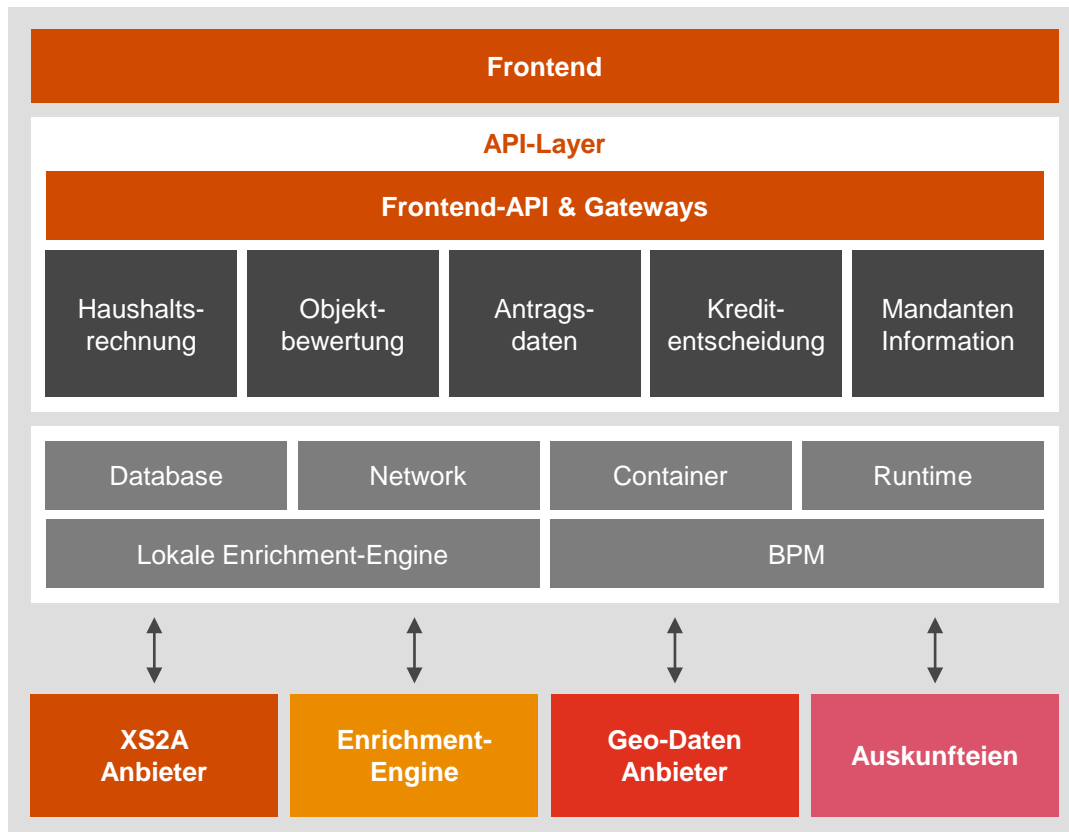 Frontend
API-Layer
Frontend-API & Gateways
Haushalts-
rechnung
Objekt-
bewertung
Antrags-
daten
Kredit-
entscheidung
Mandanten
Information
Database
Network
Container
Runtime
Lokale Enrichment-Engine
BPM
XS2A
Anbieter
Enrichment-
Engine
Geo-Daten
Anbieter
Auskunfteien